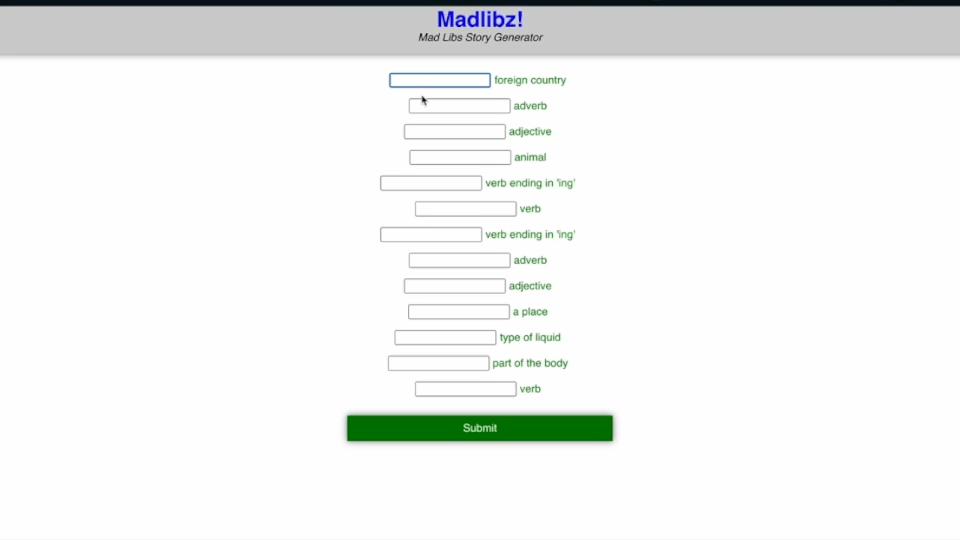 Madlibz!
Mad Libs Story Generator
foreign country
adverb
adjective
animal
verb ending in 'ing'
verb
verb ending in 'ing'
adverb
adjective
a place
type of liquid
part of the body
verb
Submit